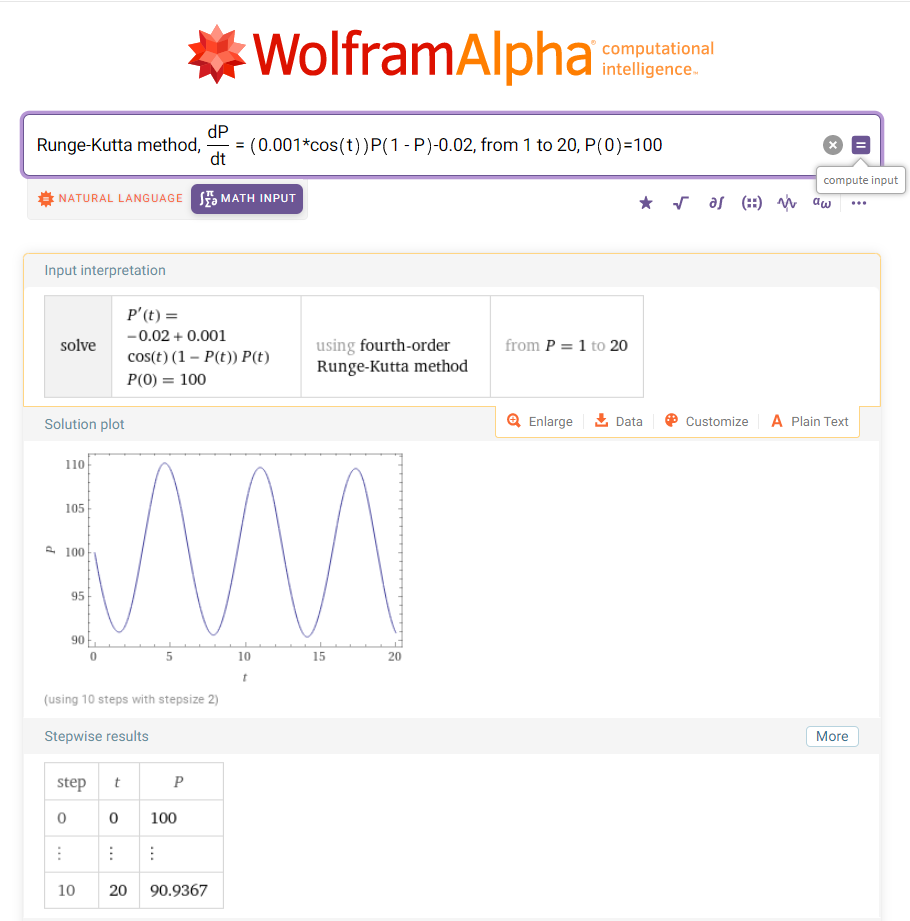 WolframAlpha® computational
intelligence™
Runge-Kutta method, dP/dt = (0.001*cos(t))P(1 - P)-0.02, from 1 to 20, P(0)=100
compute input
NATURAL LANGUAGE
∫Σ∂π MATH INPUT
√ ∂∫ (∷) αω ...
Input interpretation
solve
P′(t) =
−0.02 + 0.001
cos(t) (1 − P(t)) P(t)
P(0) = 100
using fourth-order
Runge-Kutta method
from P = 1 to 20
Solution plot
Enlarge
Data
Customize
A Plain Text
110
105
100
95
90
P
0 5 10 15 20
t
(using 10 steps with stepsize 2)
Stepwise results
More
step t P
0 0 100
⋮ ⋮ ⋮
10 20 90.9367